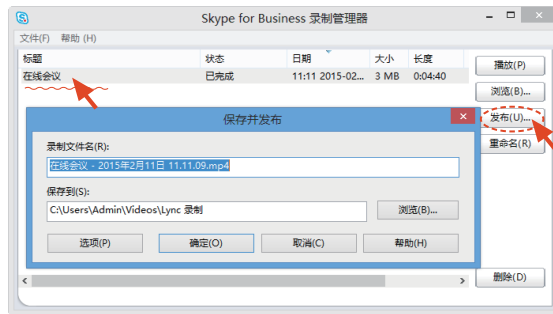 Skype for Business 录制管理器
文件(F) 帮助 (H)
标题 状态 日期 大小 长度
在线会议 已完成 11:11 2015-02... 3 MB 0:04:40
播放(P)
浏览(B)...
发布(U)...
重命名(R)
保存并发布
录制文件名(R):
在线会议 - 2015年2月11日 11.11.09.mp4
保存到(S):
C:\Users\Admin\Videos\Lync 录制 浏览(B)...
选项(P) 确定(O) 取消(C) 帮助(H)
删除(D)